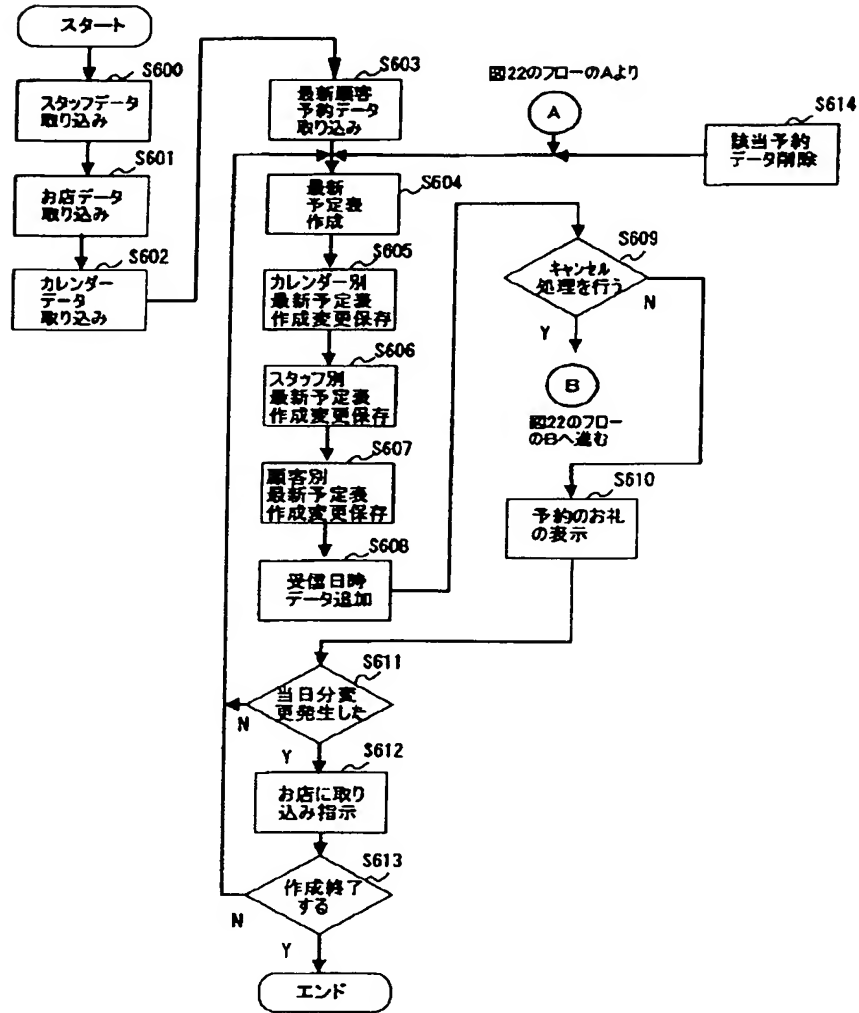 スタート
S600
スタッフデータ
取り込み
S601
お店データ
取り込み
S602
カレンダー
データ
取り込み
S603
最新顧客
予約データ
取り込み
図22のフローのAより
A
S614
該当予約
データ削除
S604
最新
予定表
作成
S605
カレンダー別
最新予定表
作成変更保存
S606
スタッフ別
最新予定表
作成変更保存
S607
顧客別
最新予定表
作成変更保存
S608
受信日時
データ追加
S609
キャンセル
処理を行う
N
Y
B
図22のフロー
のBへ進む
S610
予約のお礼
の表示
S611
当日分変
更発生した
N
Y
S612
お店に取り
込み指示
S613
作成終了
する
N
Y
エンド